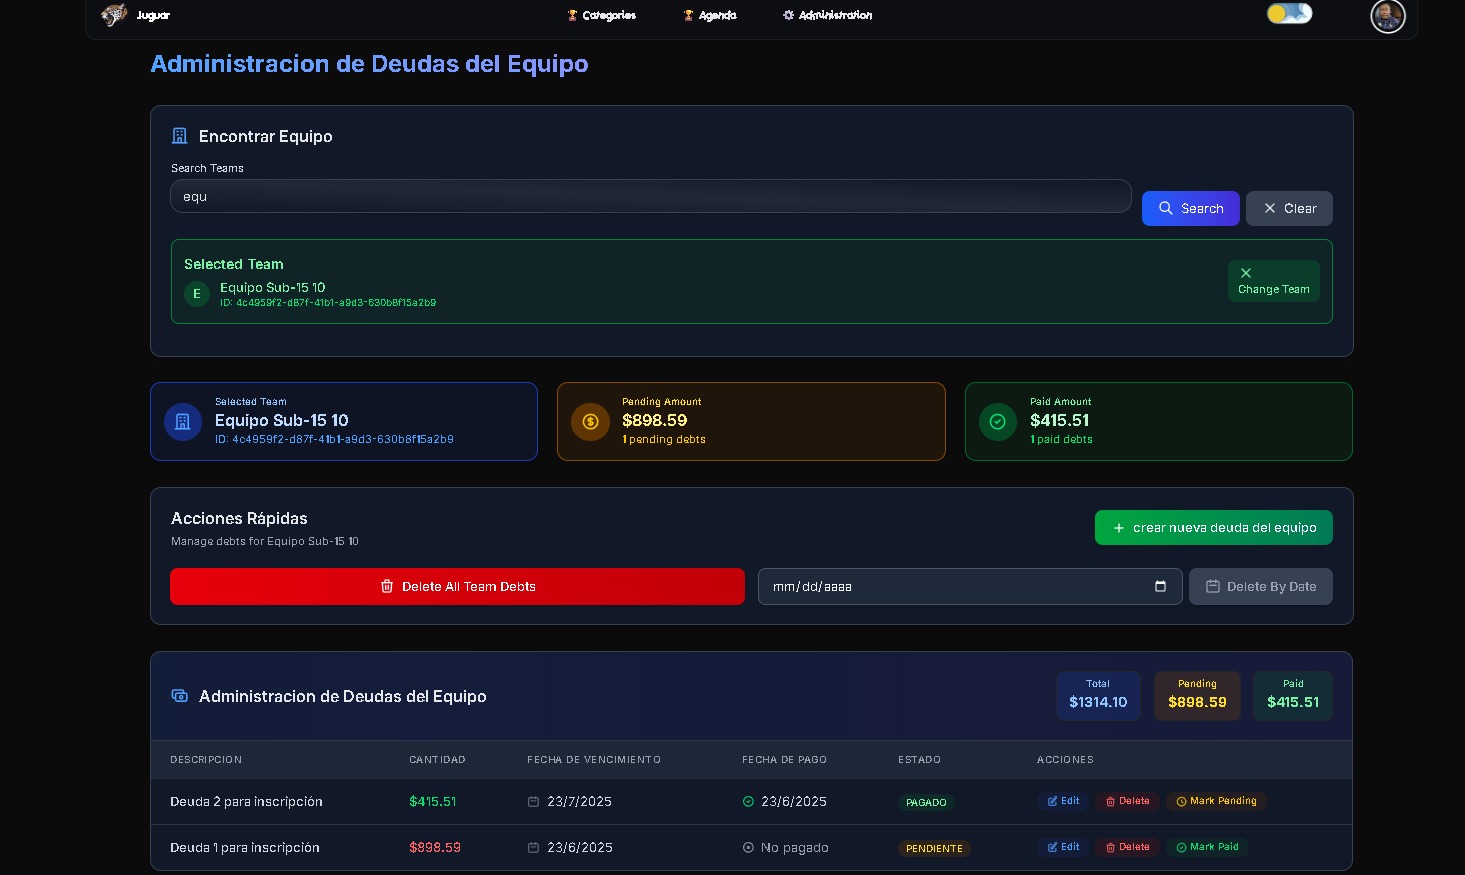 Juguar
Categories
Agenda
Administration
Administracion de Deudas del Equipo
Encontrar Equipo
Search Teams
equ
Search
Clear
Selected Team
E
Equipo Sub-15 10
ID: 4c4959f2-d87f-41b1-a9d3-630b8f15a2b9
Change Team
Selected Team
Equipo Sub-15 10
ID: 4c4959f2-d87f-41b1-a9d3-630b8f15a2b9
Pending Amount
$898.59
1 pending debts
Paid Amount
$415.51
1 paid debts
Acciones Rápidas
Manage debts for Equipo Sub-15 10
crear nueva deuda del equipo
Delete All Team Debts
mm/dd/aaaa
Delete By Date
Administracion de Deudas del Equipo
Total
$1314.10
Pending
$898.59
Paid
$415.51
DESCRIPCION CANTIDAD FECHA DE VENCIMIENTO FECHA DE PAGO ESTADO ACCIONES
Deuda 2 para inscripción $415.51 23/7/2025 23/6/2025 PAGADO Edit Delete Mark Pending
Deuda 1 para inscripción $898.59 23/6/2025 No pagado PENDIENTE Edit Delete Mark Paid